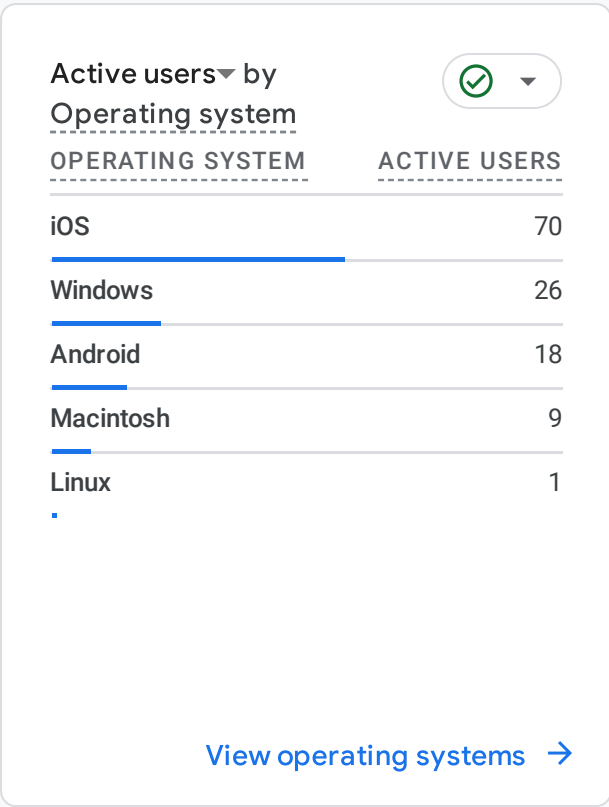 Active users by
Operating system
OPERATING SYSTEM ACTIVE USERS
iOS 70
Windows 26
Android 18
Macintosh 9
Linux 1
View operating systems